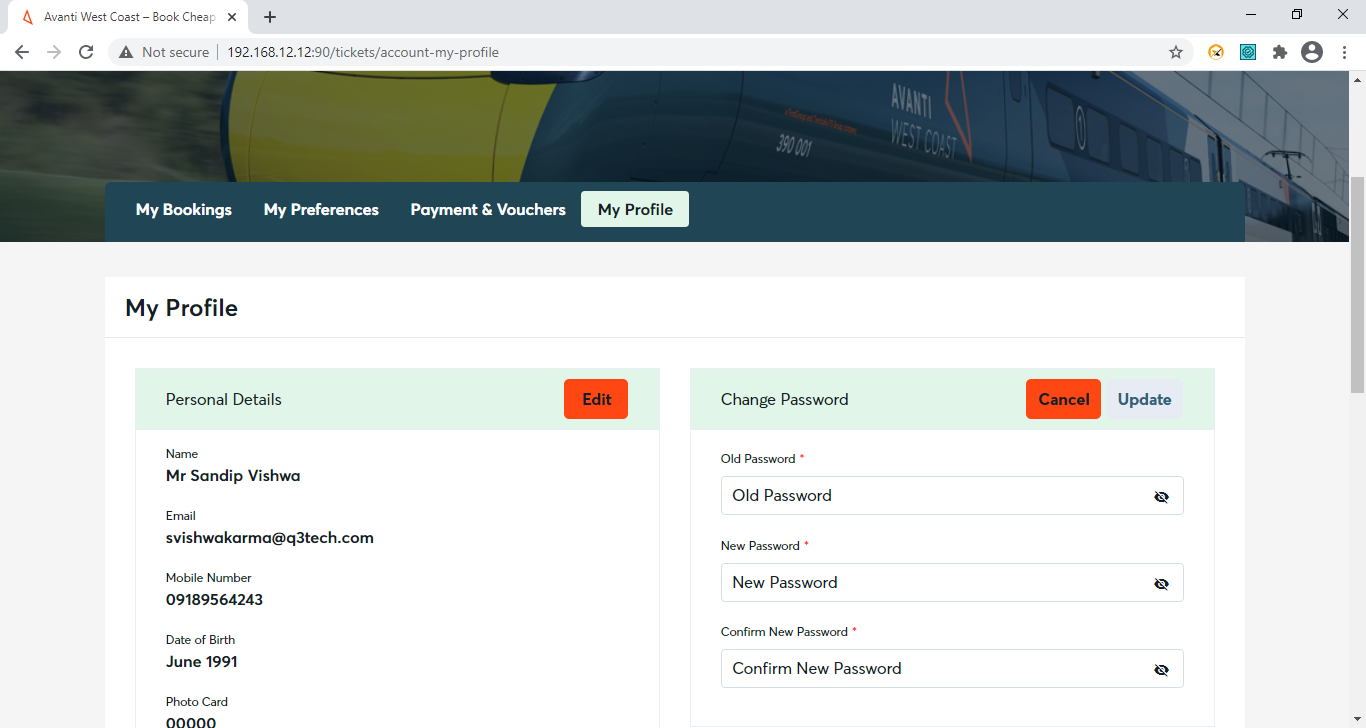 Avanti West Coast – Book Cheap
Not secure
192.168.12.12:90/tickets/account-my-profile
AVANTI
WEST COAST
390 001
My Bookings
My Preferences
Payment & Vouchers
My Profile
My Profile
Personal Details
Edit
Name
Mr Sandip Vishwa
Email
svishwakarma@q3tech.com
Mobile Number
09189564243
Date of Birth
June 1991
Photo Card
00000
Change Password
Cancel
Update
Old Password *
Old Password
New Password *
New Password
Confirm New Password *
Confirm New Password